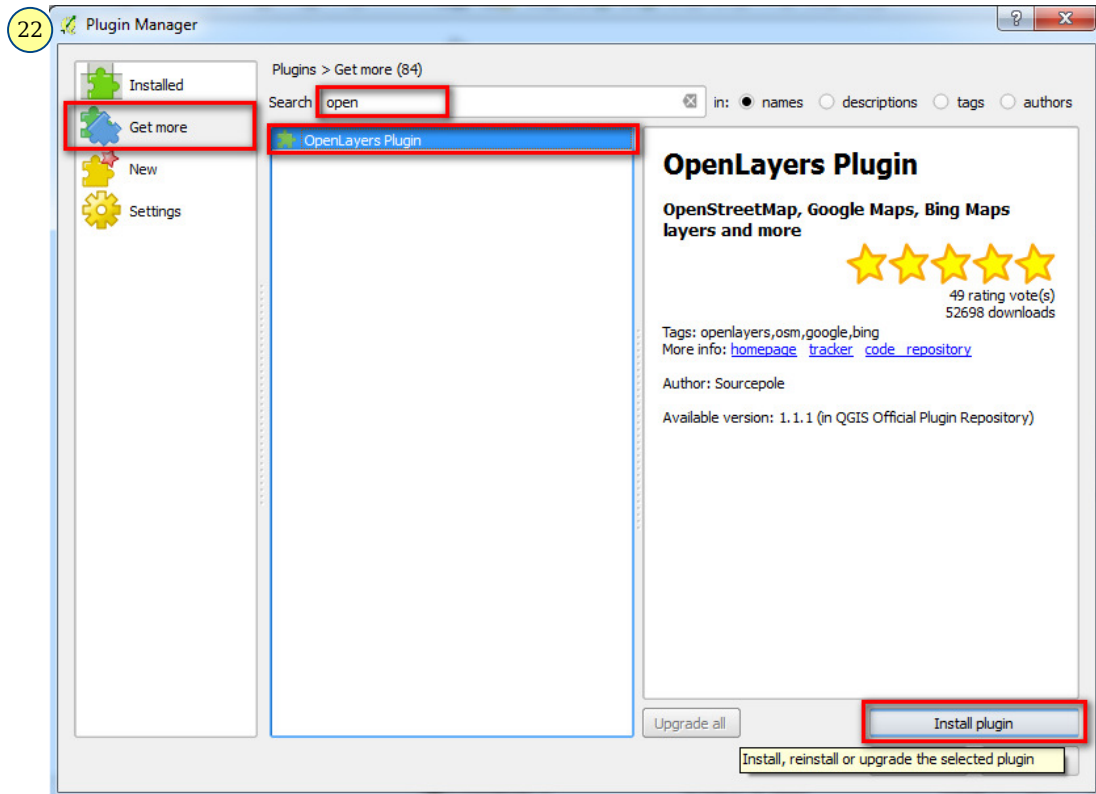 22
Plugin Manager
Installed
Get more
New
Settings
Plugins > Get more (84)
Search open in: names descriptions tags authors
OpenLayers Plugin
OpenLayers Plugin
OpenStreetMap, Google Maps, Bing Maps
layers and more
49 rating vote(s)
52698 downloads
Tags: openlayers,osm,google,bing
More info: homepage tracker code repository
Author: Sourcepole
Available version: 1.1.1 (in QGIS Official Plugin Repository)
Upgrade all
Install plugin
Install, reinstall or upgrade the selected plugin